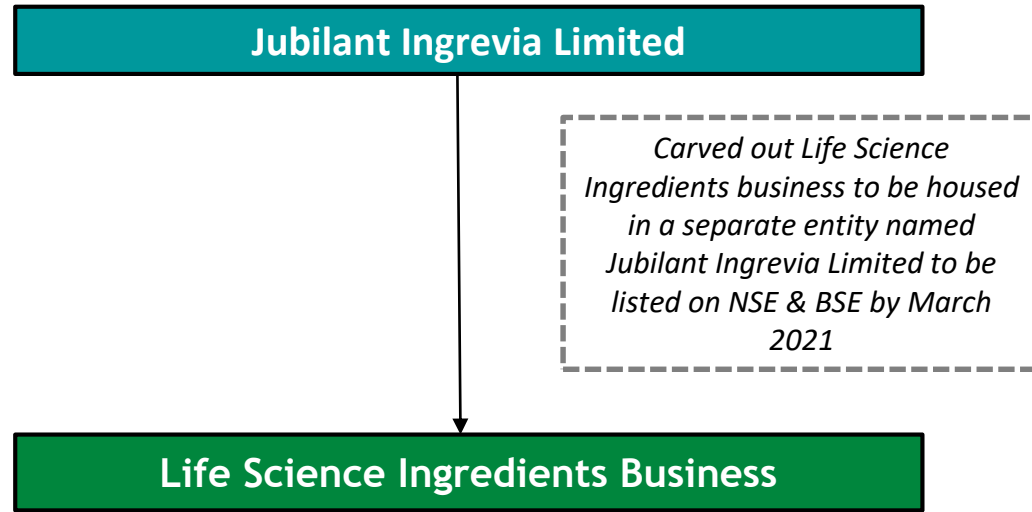 Jubilant Ingrevia Limited
Carved out Life Science
Ingredients business to be housed
in a separate entity named
Jubilant Ingrevia Limited to be
listed on NSE & BSE by March
2021
Life Science Ingredients Business